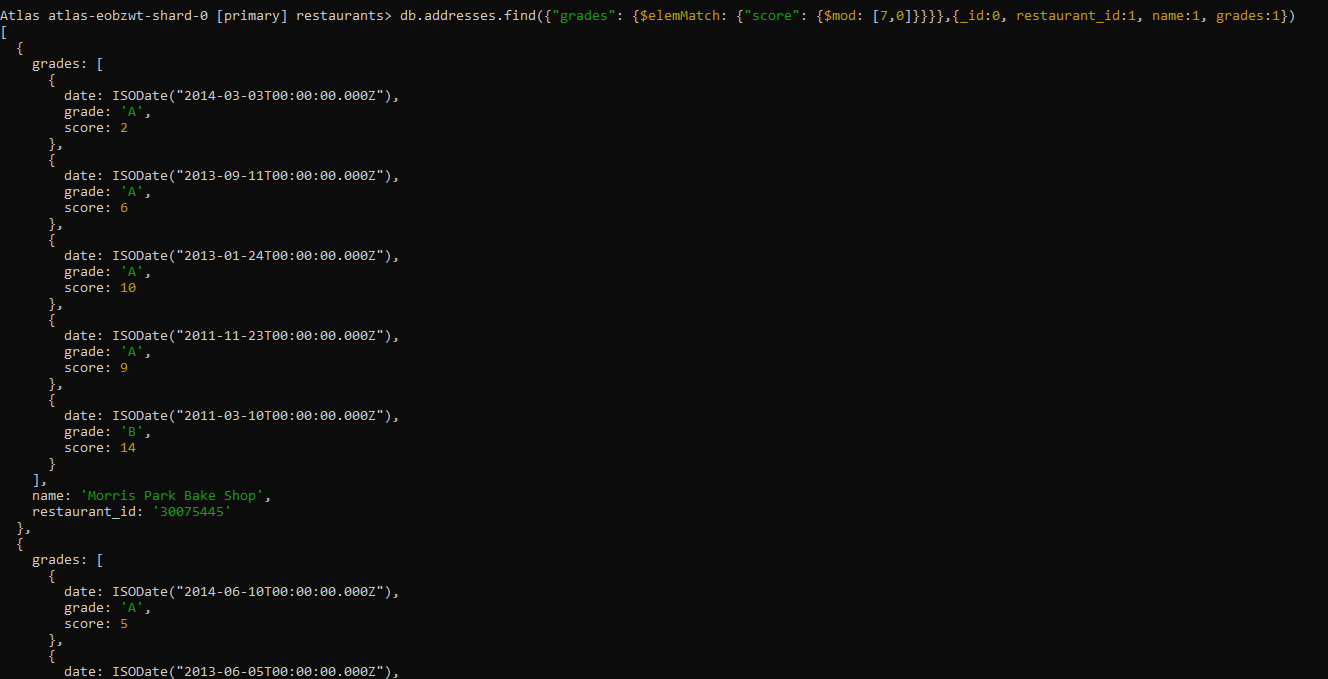 Atlas atlas-eobzwt-shard-0 [primary] restaurants> db.addresses.find({"grades": {$elemMatch: {"score": {$mod: [7,0]}}}},{_id:0, restaurant_id:1, name:1, grades:1})
[
  {
    grades: [
      {
        date: ISODate("2014-03-03T00:00:00.000Z"),
        grade: 'A',
        score: 2
      },
      {
        date: ISODate("2013-09-11T00:00:00.000Z"),
        grade: 'A',
        score: 6
      },
      {
        date: ISODate("2013-01-24T00:00:00.000Z"),
        grade: 'A',
        score: 10
      },
      {
        date: ISODate("2011-11-23T00:00:00.000Z"),
        grade: 'A',
        score: 9
      },
      {
        date: ISODate("2011-03-10T00:00:00.000Z"),
        grade: 'B',
        score: 14
      }
    ],
    name: 'Morris Park Bake Shop',
    restaurant_id: '30075445'
  },
  {
    grades: [
      {
        date: ISODate("2014-06-10T00:00:00.000Z"),
        grade: 'A',
        score: 5
      },
      {
        date: ISODate("2013-06-05T00:00:00.000Z"),